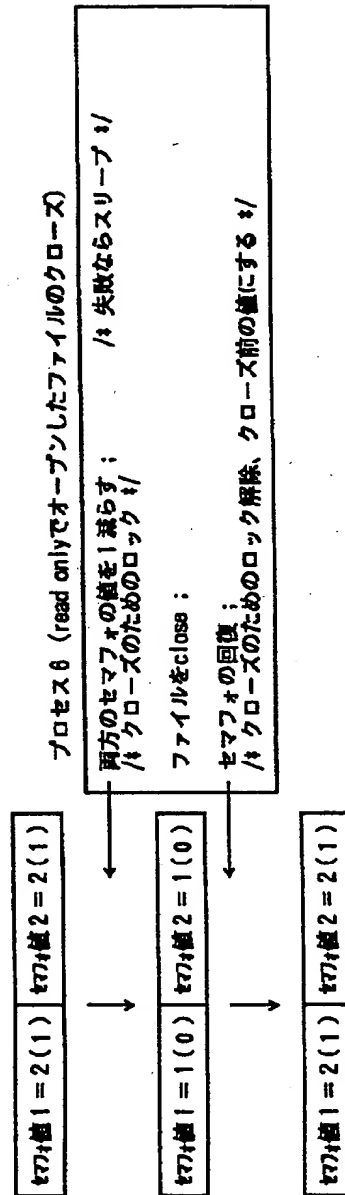 プロセス6 (read onlyでオープンしたファイルのクローズ)
セマフォ値1=2(1) セマフォ値2=2(1)
両方のセマフォの値を1減らす; /* 失敗ならスリープ */
/* クローズのためのロック */
セマフォ値1=1(0) セマフォ値2=1(0)
ファイルをclose;
セマフォの回復;
/* クローズのためのロック解除、クローズ前の値にする */
セマフォ値1=2(1) セマフォ値2=2(1)